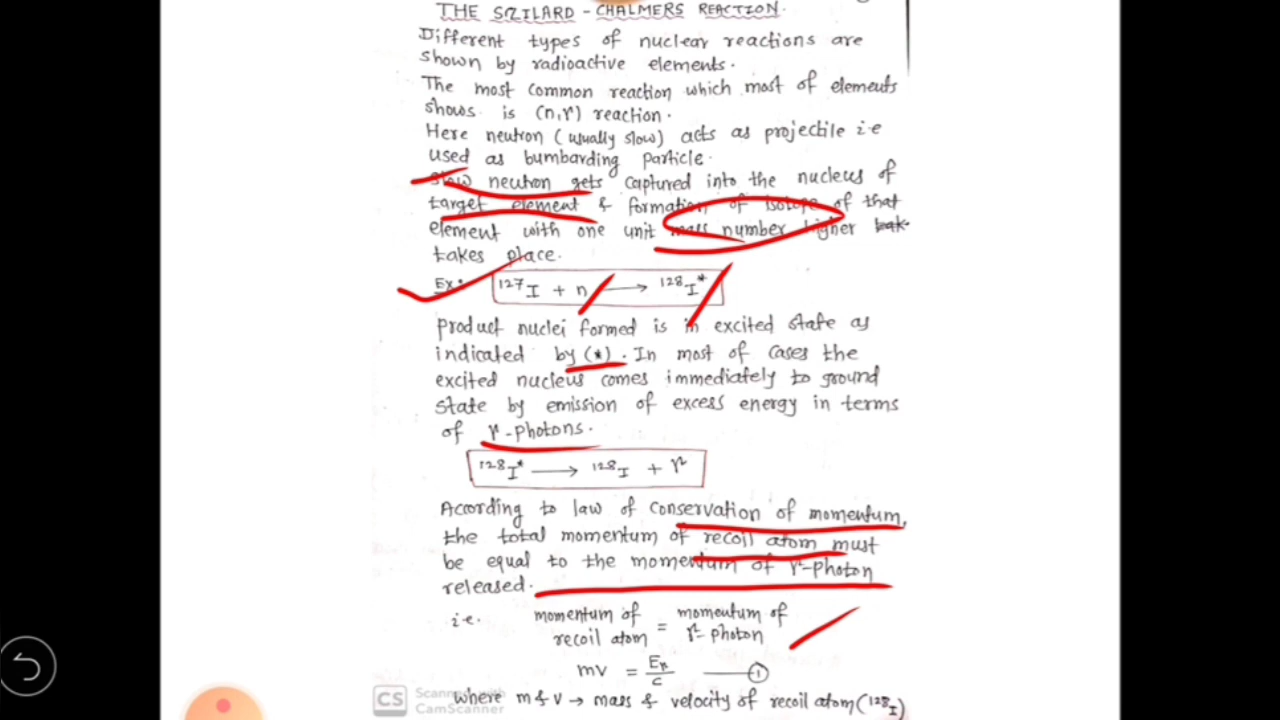 THE SZILARD - CHALMERS REACTION.
Different types of nuclear reactions are
shown by radioactive elements.
The most common reaction which most of elements
shows is (n,γ) reaction.
Here neutron (usually slow) acts as projectile i.e
used as bumbarding particle.
slow neutron gets captured into the nucleus of
target element & formation of isotope of that
element with one unit mass number higher
takes place.
Ex: ¹²⁷I + n → ¹²⁸I*
product nuclei formed is in excited state as
indicated by (*). In most of cases the
excited nucleus comes immediately to ground
state by emission of excess energy in terms
of γ-photons.
¹²⁸I* → ¹²⁸I + γ
According to law of conservation of momentum,
the total momentum of recoil atom must
be equal to the momentum of γ-photon
released.
i.e. momentum of recoil atom = momentum of γ-photon
mv = Eγ/c —— ①
where m & v → mass & velocity of recoil atom (¹²⁸I)
CS Scanned with
CamScanner